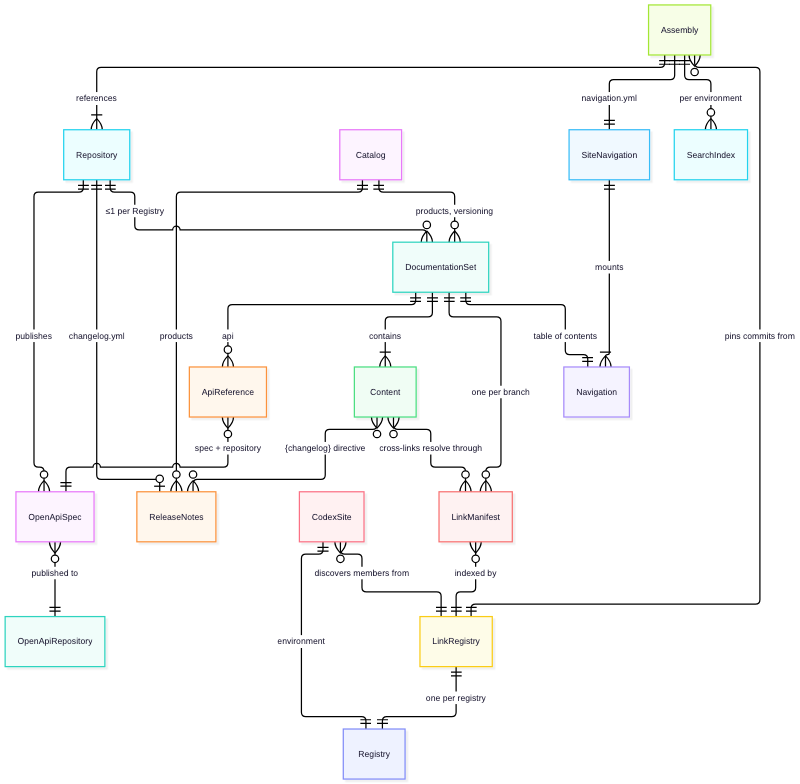 Assembly
references
navigation.yml
per environment
Repository
Catalog
SiteNavigation
SearchIndex
≤1 per Registry
products, versioning
DocumentationSet
mounts
publishes
changelog.yml
products
api
contains
table of contents
pins commits from
ApiReference
Content
one per branch
Navigation
spec + repository
{changelog} directive
cross-links resolve through
OpenApiSpec
ReleaseNotes
CodexSite
LinkManifest
published to
discovers members from
indexed by
OpenApiRepository
environment
LinkRegistry
one per registry
Registry